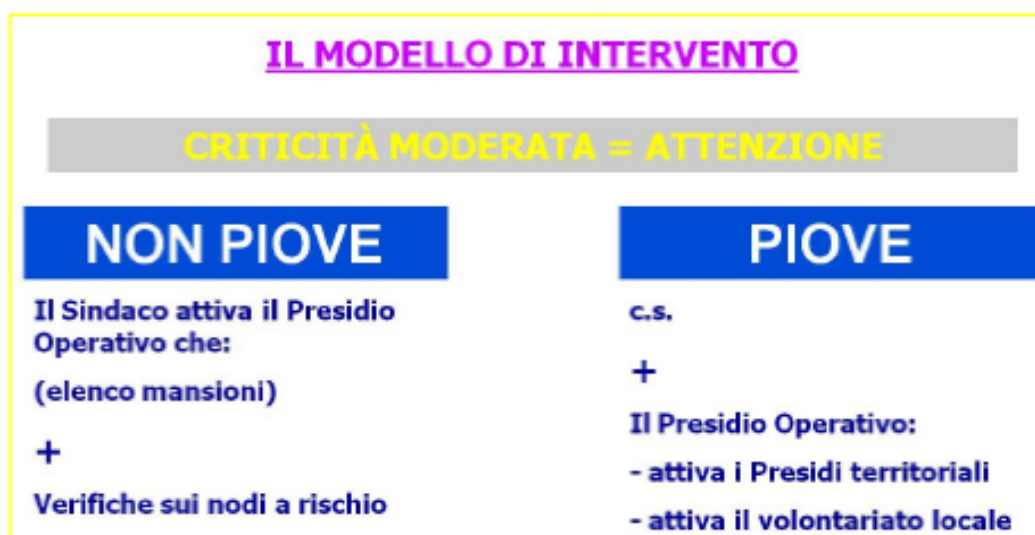 IL MODELLO DI INTERVENTO
CRITICITÀ MODERATA = ATTENZIONE
NON PIOVE
Il Sindaco attiva il Presidio
Operativo che:
(elenco mansioni)
+
Verifiche sui nodi a rischio
PIOVE
c.s.
+
Il Presidio Operativo:
- attiva i Presidi territoriali
- attiva il volontariato locale